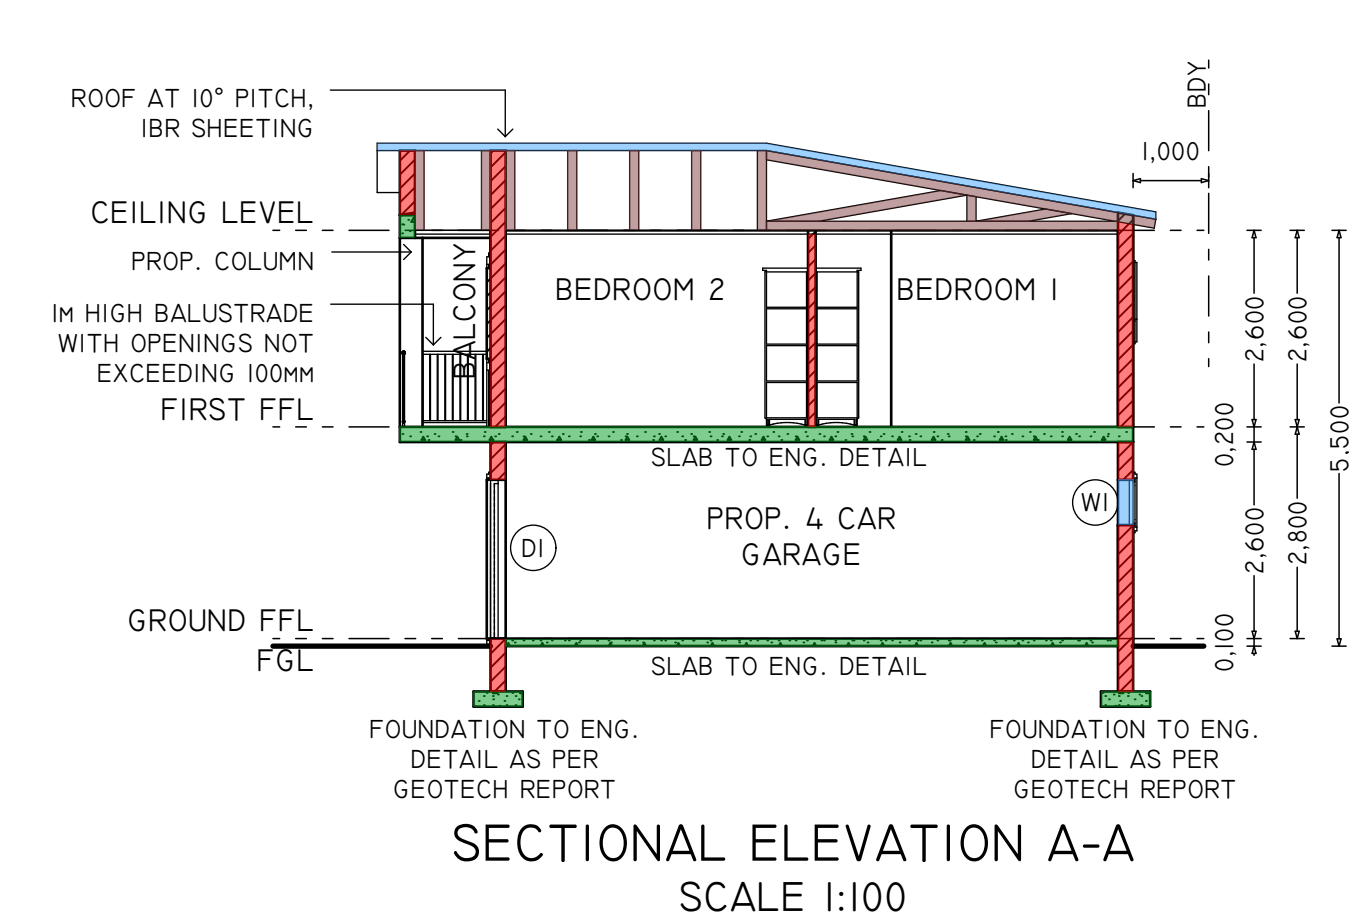 BDY
ROOF AT 10° PITCH,
IBR SHEETING
1,000
CEILING LEVEL
PROP. COLUMN
1M HIGH BALUSTRADE
WITH OPENINGS NOT
EXCEEDING 100MM
BALCONY
BEDROOM 2
BEDROOM 1
2,600
2,600
FIRST FFL
0,200
5,500
SLAB TO ENG. DETAIL
W1
PROP. 4 CAR
GARAGE
D1
2,600
2,800
GROUND FFL
FGL
0,100
SLAB TO ENG. DETAIL
FOUNDATION TO ENG.
DETAIL AS PER
GEOTECH REPORT
FOUNDATION TO ENG.
DETAIL AS PER
GEOTECH REPORT
SECTIONAL ELEVATION A-A
SCALE 1:100